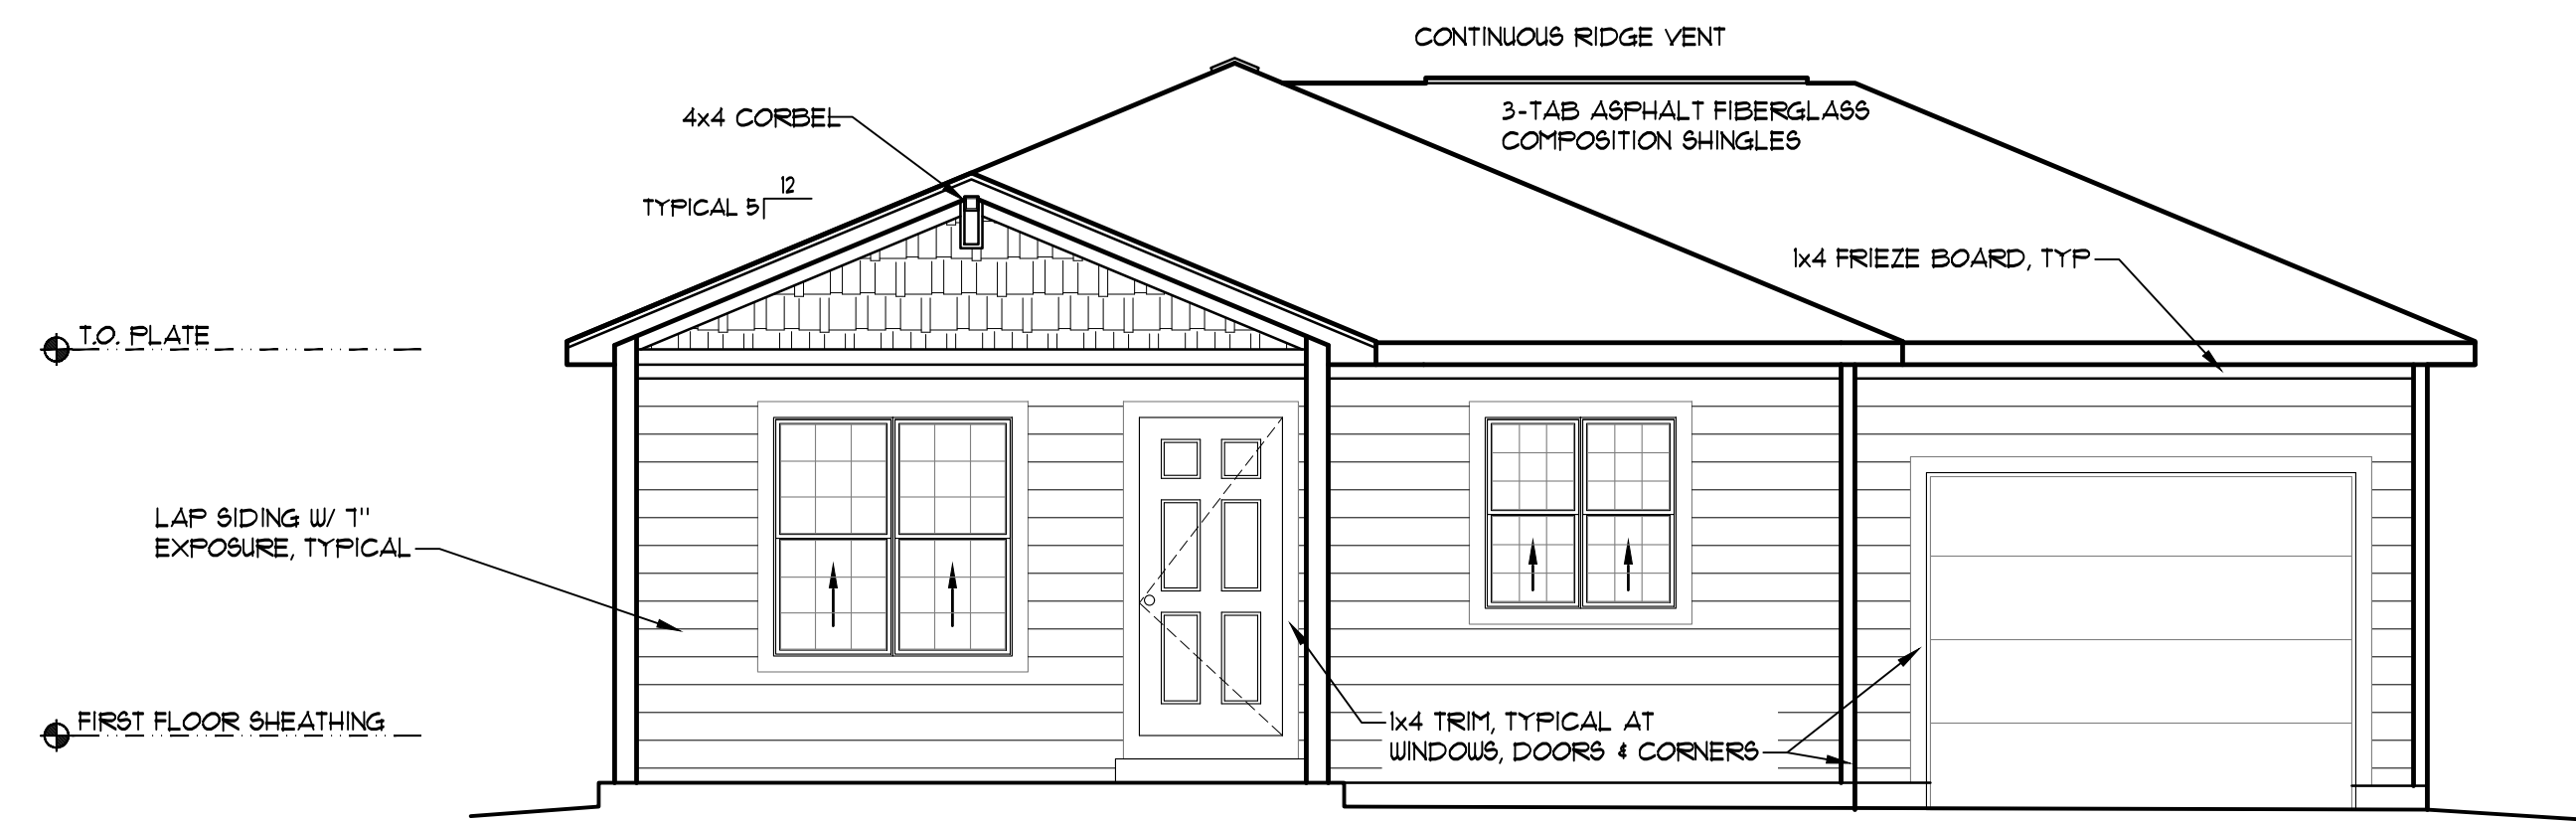 CONTINUOUS RIDGE VENT
4x4 CORBEL
3-TAB ASPHALT FIBERGLASS
COMPOSITION SHINGLES
12
TYPICAL 5
1x4 FRIEZE BOARD, TYP
T.O. PLATE
LAP SIDING W/ 7"
EXPOSURE, TYPICAL
FIRST FLOOR SHEATHING
1x4 TRIM, TYPICAL AT
WINDOWS, DOORS & CORNERS